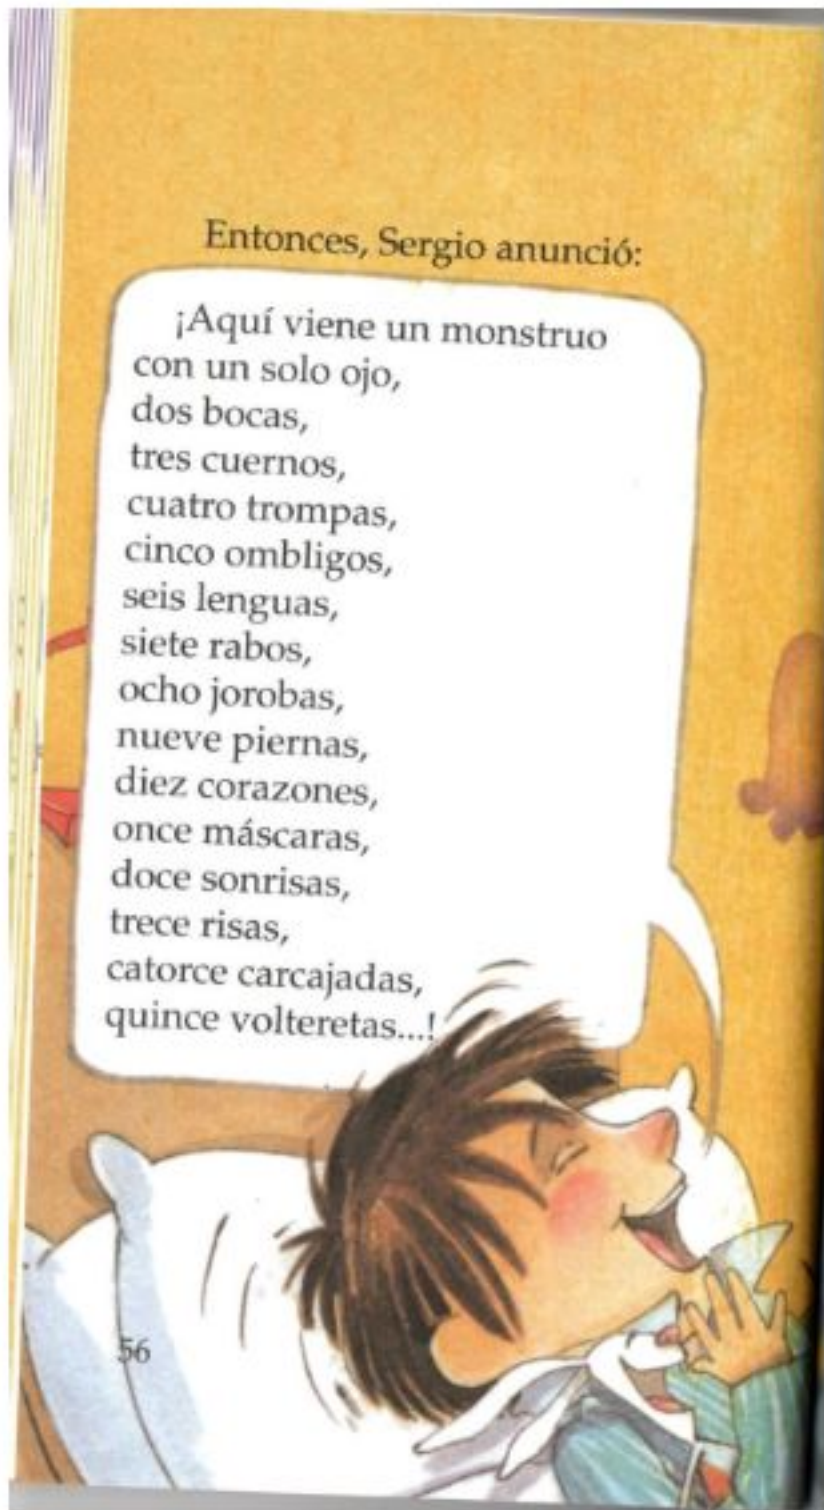 Entonces, Sergio anunció:
¡Aquí viene un monstruo
con un solo ojo,
dos bocas,
tres cuernos,
cuatro trompas,
cinco ombligos,
seis lenguas,
siete rabos,
ocho jorobas,
nueve piernas,
diez corazones,
once máscaras,
doce sonrisas,
trece risas,
catorce carcajadas,
quince volteretas...!
56